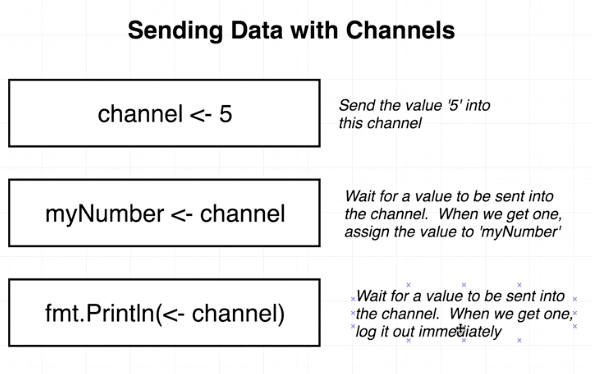 Sending Data with Channels
channel <- 5
Send the value '5' into
this channel
myNumber <- channel
Wait for a value to be sent into
the channel.  When we get one,
assign the value to 'myNumber'
fmt.Println(<- channel)
Wait for a value to be sent into
the channel.  When we get one,
log it out immediately